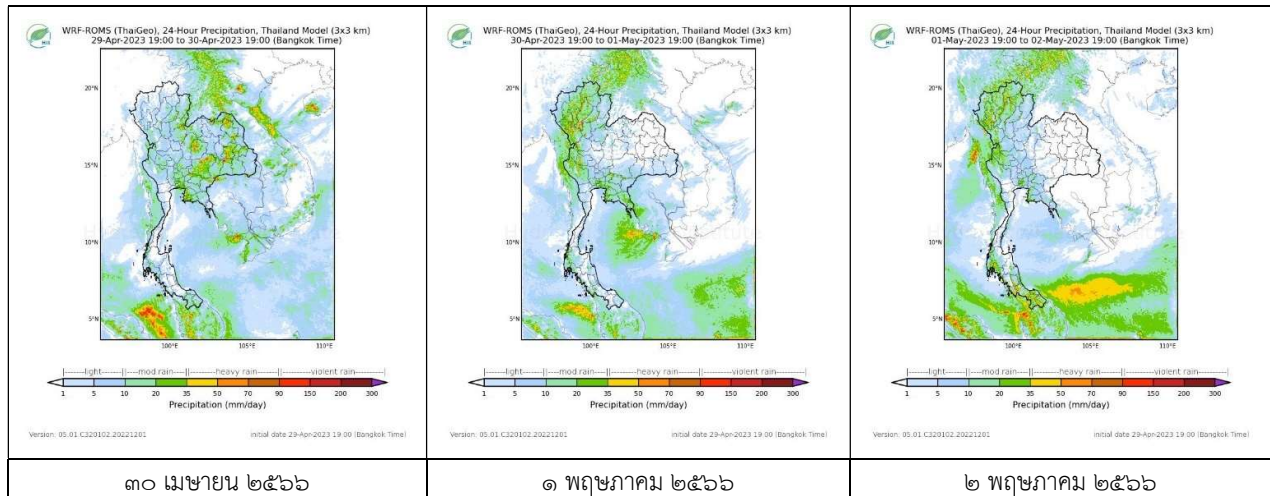 WRF-ROMS (ThaiGeo), 24-Hour Precipitation, Thailand Model (3x3 km)
29-Apr-2023 19:00 to 30-Apr-2023 19:00 (Bangkok Time)
20°N
15°N
10°N
5°N
100°E
105°E
110°E
|-------light-------||----mod rain----||-------heavy rain-------||-------violent rain-------|
1 5 10 20 35 50 70 90 150 200 300
Precipitation (mm/day)
Version: 05.01.C320102.20221201
initial date 29-Apr-2023 19:00 (Bangkok Time)
๓๐ เมษายน ๒๕๖๖
WRF-ROMS (ThaiGeo), 24-Hour Precipitation, Thailand Model (3x3 km)
30-Apr-2023 19:00 to 01-May-2023 19:00 (Bangkok Time)
20°N
15°N
10°N
5°N
100°E
105°E
110°E
|-------light-------||----mod rain----||-------heavy rain-------||-------violent rain-------|
1 5 10 20 35 50 70 90 150 200 300
Precipitation (mm/day)
Version: 05.01.C320102.20221201
initial date 29-Apr-2023 19:00 (Bangkok Time)
๑ พฤษภาคม ๒๕๖๖
WRF-ROMS (ThaiGeo), 24-Hour Precipitation, Thailand Model (3x3 km)
01-May-2023 19:00 to 02-May-2023 19:00 (Bangkok Time)
20°N
15°N
10°N
5°N
100°E
105°E
110°E
|-------light-------||----mod rain----||-------heavy rain-------||-------violent rain-------|
1 5 10 20 35 50 70 90 150 200 300
Precipitation (mm/day)
Version: 05.01.C320102.20221201
initial date 29-Apr-2023 19:00 (Bangkok Time)
๒ พฤษภาคม ๒๕๖๖